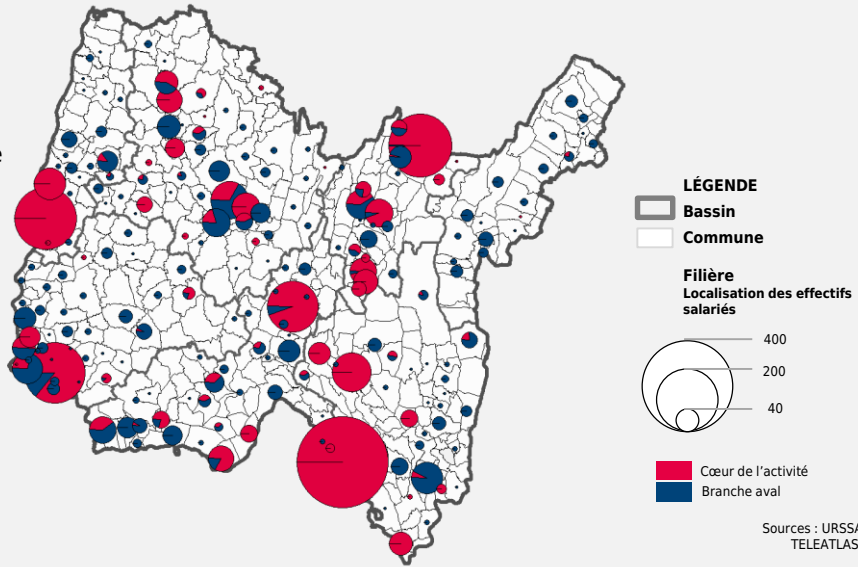 e
LÉGENDE
Bassin
Commune
Filière
Localisation des effectifs
salariés
400
200
40
Cœur de l’activité
Branche aval
Sources : URSSA
TELEATLAS